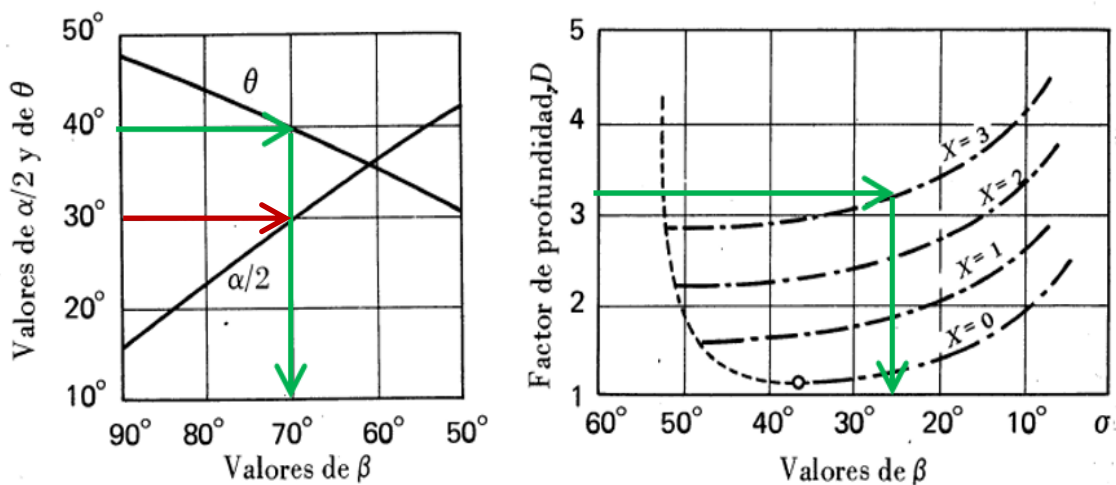 Valores de α/2 y de θ
50°
40°
30°
20°
10°
θ
α/2
90°
80°
70°
60°
50°
Valores de β
Factor de profundidad, D
5
4
3
2
1
X = 3
X = 2
X = 1
X = 0
60°
50°
40°
30°
20°
10°
σ
Valores de β